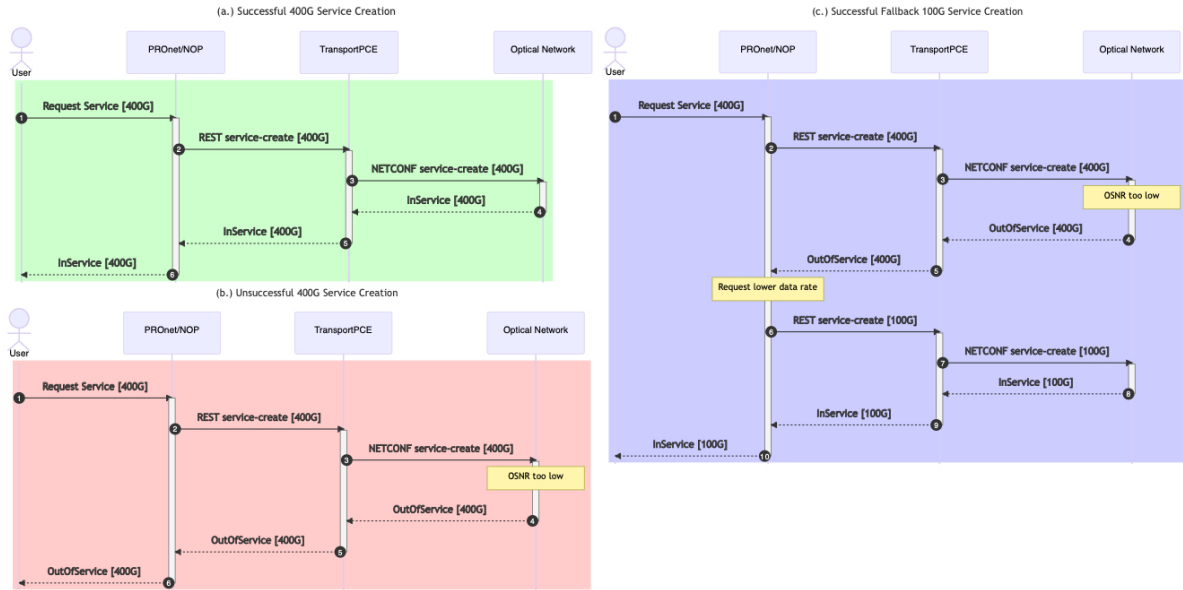 (a.) Successful 400G Service Creation
PROnet/NOP
TransportPCE
Optical Network
User
Request Service [400G]
1
REST service-create [400G]
2
NETCONF service-create [400G]
3
InService [400G]
4
InService [400G]
5
InService [400G]
6
(b.) Unsuccessful 400G Service Creation
PROnet/NOP
TransportPCE
Optical Network
User
Request Service [400G]
1
REST service-create [400G]
2
NETCONF service-create [400G]
3
OSNR too low
OutOfService [400G]
4
OutOfService [400G]
5
OutOfService [400G]
6
(c.) Successful Fallback 100G Service Creation
PROnet/NOP
TransportPCE
Optical Network
User
Request Service [400G]
1
REST service-create [400G]
2
NETCONF service-create [400G]
3
OSNR too low
OutOfService [400G]
4
OutOfService [400G]
5
Request lower data rate
REST service-create [100G]
6
NETCONF service-create [100G]
7
InService [100G]
8
InService [100G]
9
InService [100G]
10